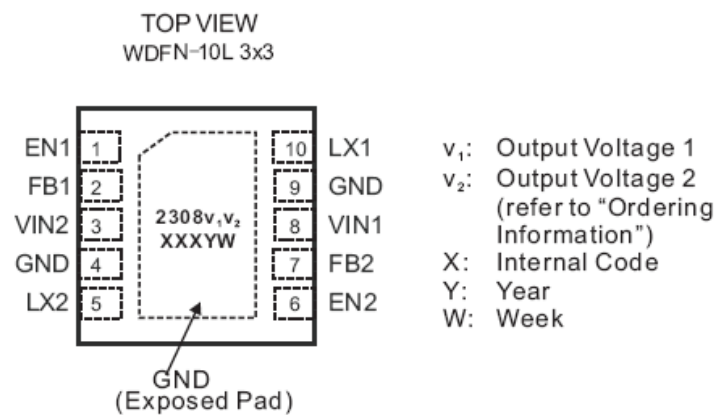 TOP VIEW
WDFN-10L 3x3
EN1 1
FB1 2
VIN2 3
GND 4
LX2 5
2308v₁v₂
XXXYW
10 LX1
9 GND
8 VIN1
7 FB2
6 EN2
GND
(Exposed Pad)
v₁: Output Voltage 1
v₂: Output Voltage 2
(refer to “Ordering
Information”)
X: Internal Code
Y: Year
W: Week